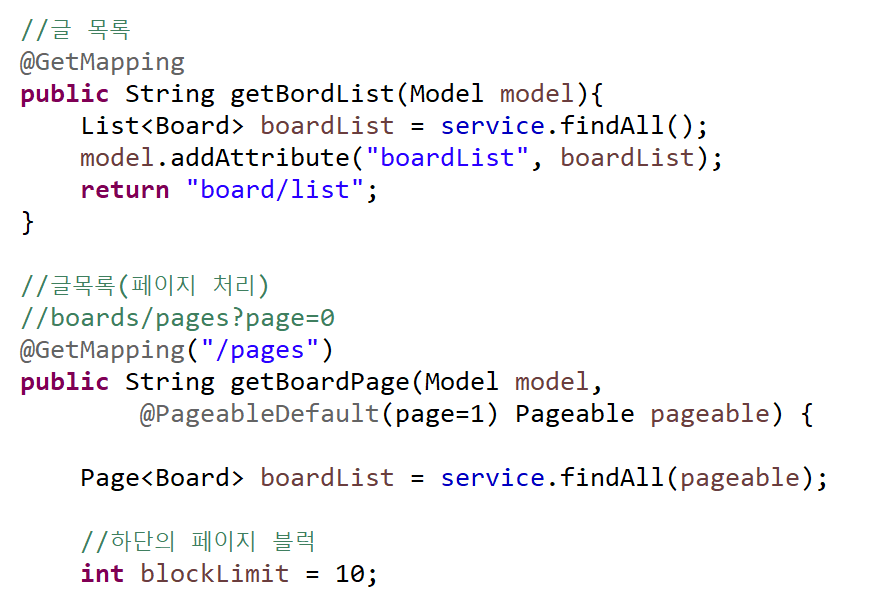 //글 목록
@GetMapping
public String getBordList(Model model){
    List<Board> boardList = service.findAll();
    model.addAttribute("boardList", boardList);
    return "board/list";
}

//글목록(페이지 처리)
//boards/pages?page=0
@GetMapping("/pages")
public String getBoardPage(Model model,
        @PageableDefault(page=1) Pageable pageable) {

    Page<Board> boardList = service.findAll(pageable);

    //하단의 페이지 블럭
    int blockLimit = 10;